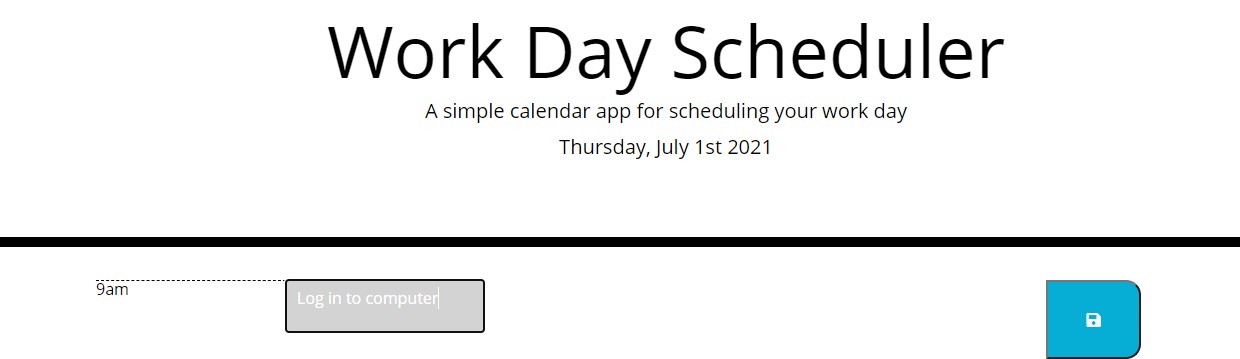 Work Day Scheduler
A simple calendar app for scheduling your work day
Thursday, July 1st 2021
9am
Log in to computer